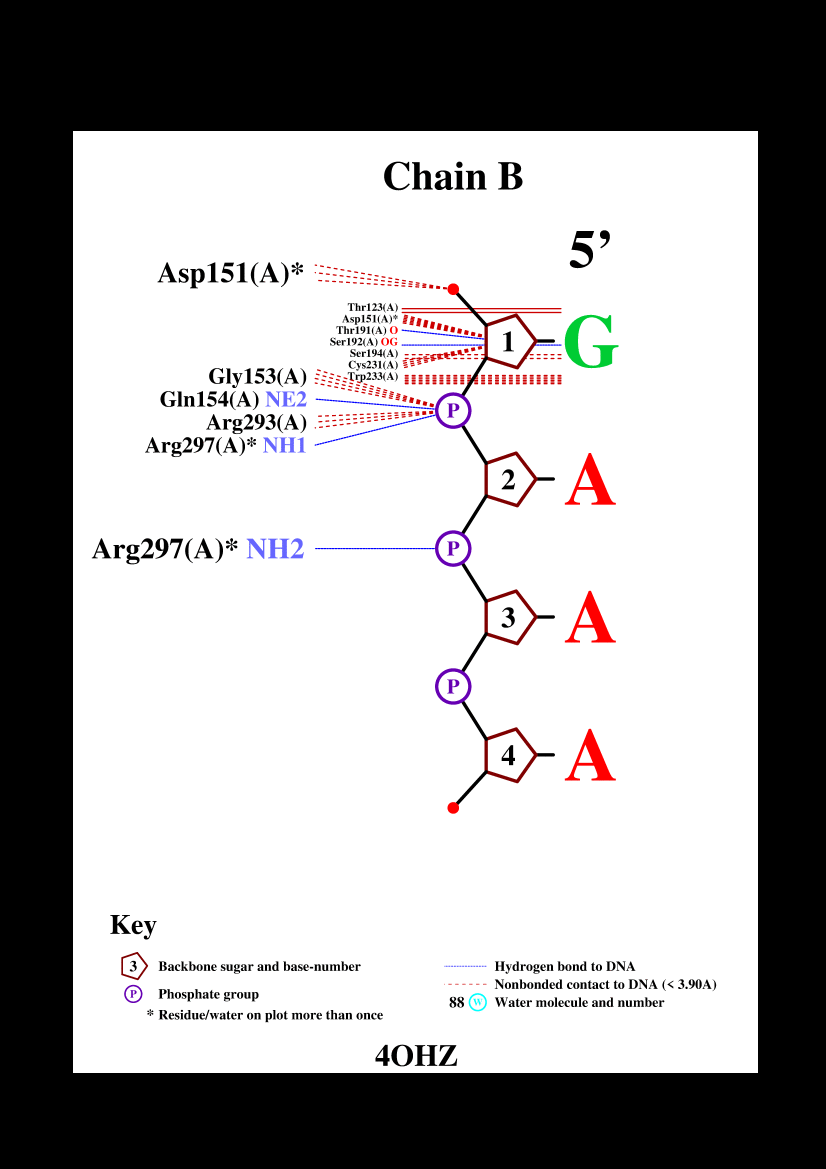 Chain B
5’
Asp151(A)*
Thr123(A)
Asp151(A)*
Thr191(A) O
Ser192(A) OG
Ser194(A)
Cys231(A)
Trp233(A)
1
G
Gly153(A)
Gln154(A) NE2
Arg293(A)
Arg297(A)* NH1
P
2
A
Arg297(A)* NH2
P
3
A
P
4
A
Key
3 Backbone sugar and base-number
P Phosphate group
* Residue/water on plot more than once
Hydrogen bond to DNA
Nonbonded contact to DNA (< 3.90A)
88 W Water molecule and number
4OHZ